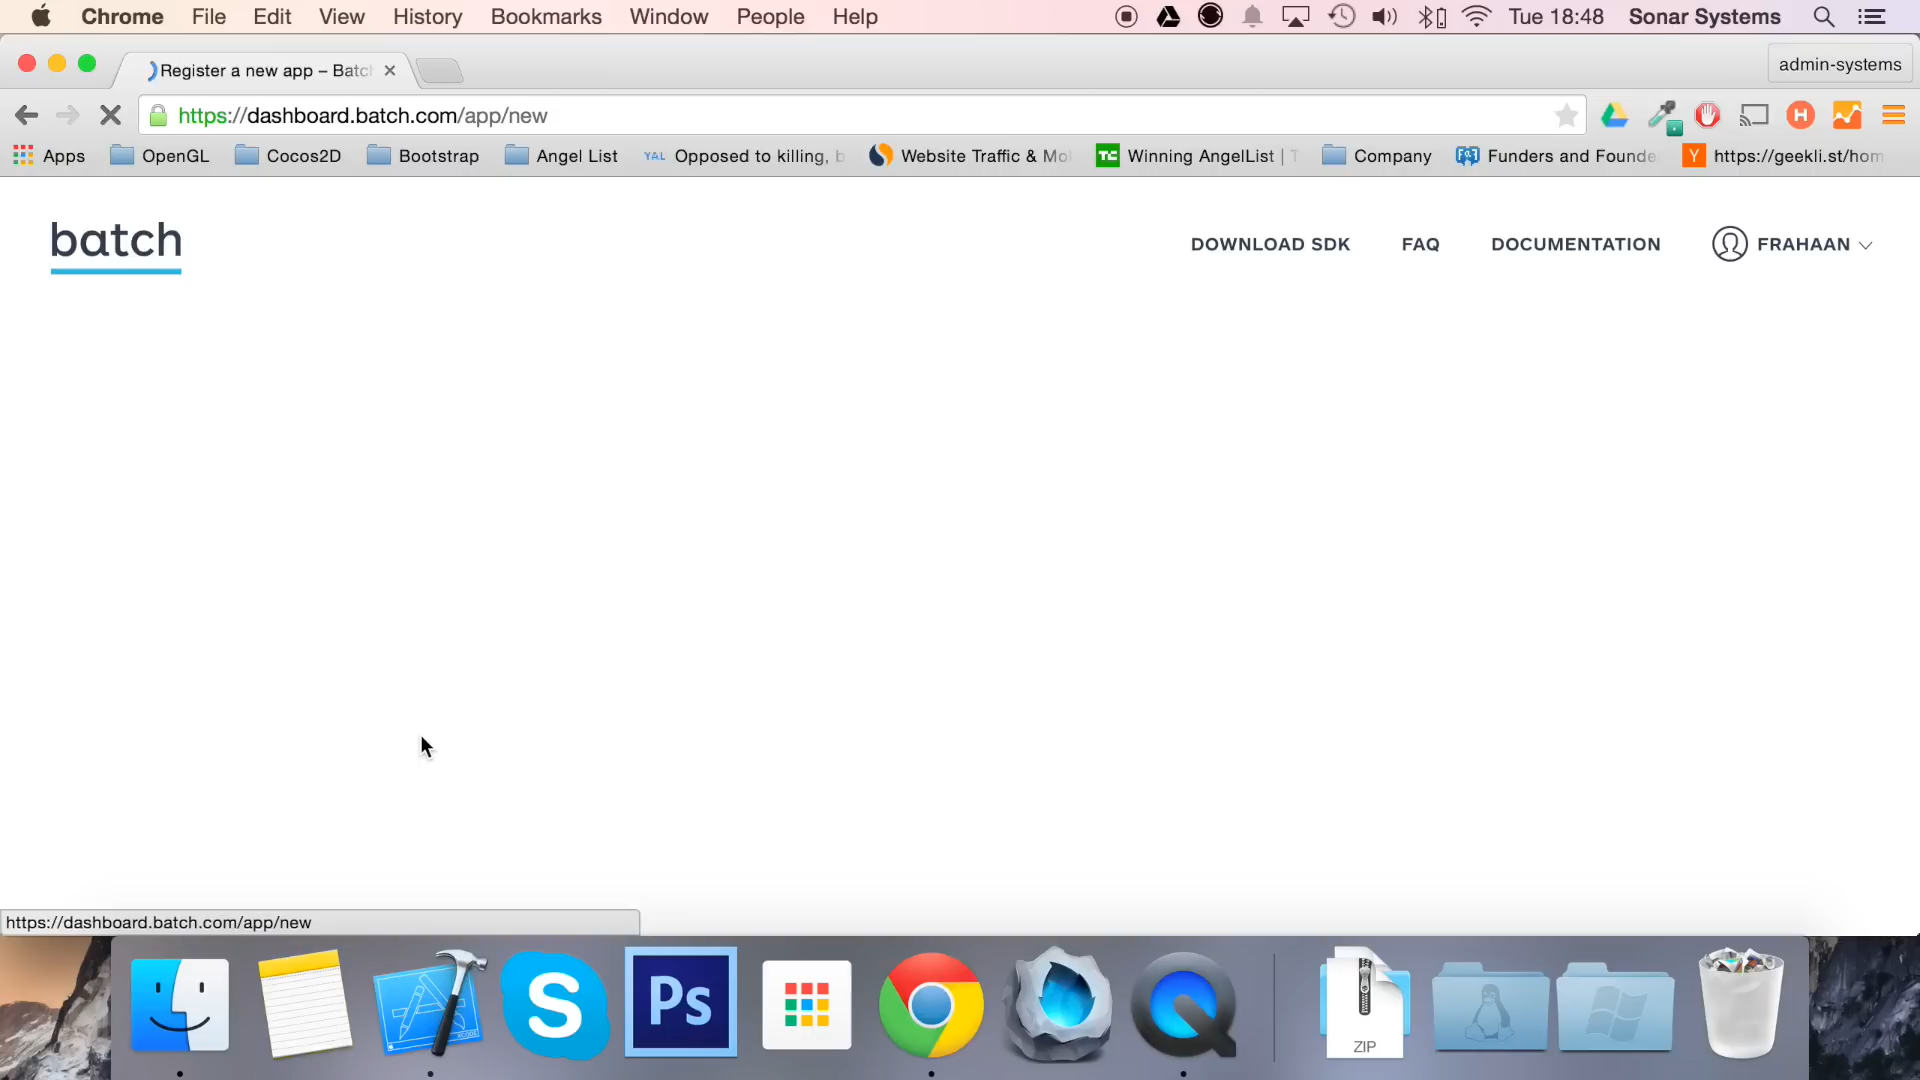 Chrome File Edit View History Bookmarks Window People Help Tue 18:48 Sonar Systems
Register a new app – Batc admin-systems
https://dashboard.batch.com/app/new
Apps OpenGL Cocos2D Bootstrap Angel List YAL Opposed to killing, b Website Traffic & Mo TC Winning AngelList | T Company F&F Funders and Founde Y https://geekli.st/hom
batch DOWNLOAD SDK FAQ DOCUMENTATION FRAHAAN
https://dashboard.batch.com/app/new
S Ps ZIP